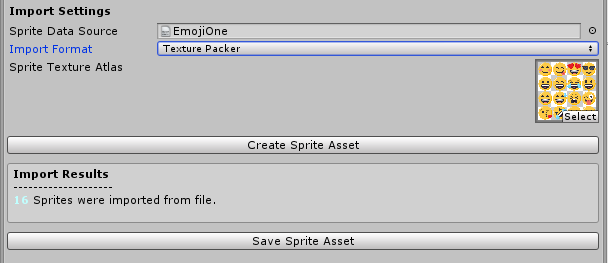 Import Settings
Sprite Data Source EmojiOne
Import Format Texture Packer
Sprite Texture Atlas
Select
Create Sprite Asset
Import Results
--------------------
16 Sprites were imported from file.
Save Sprite Asset